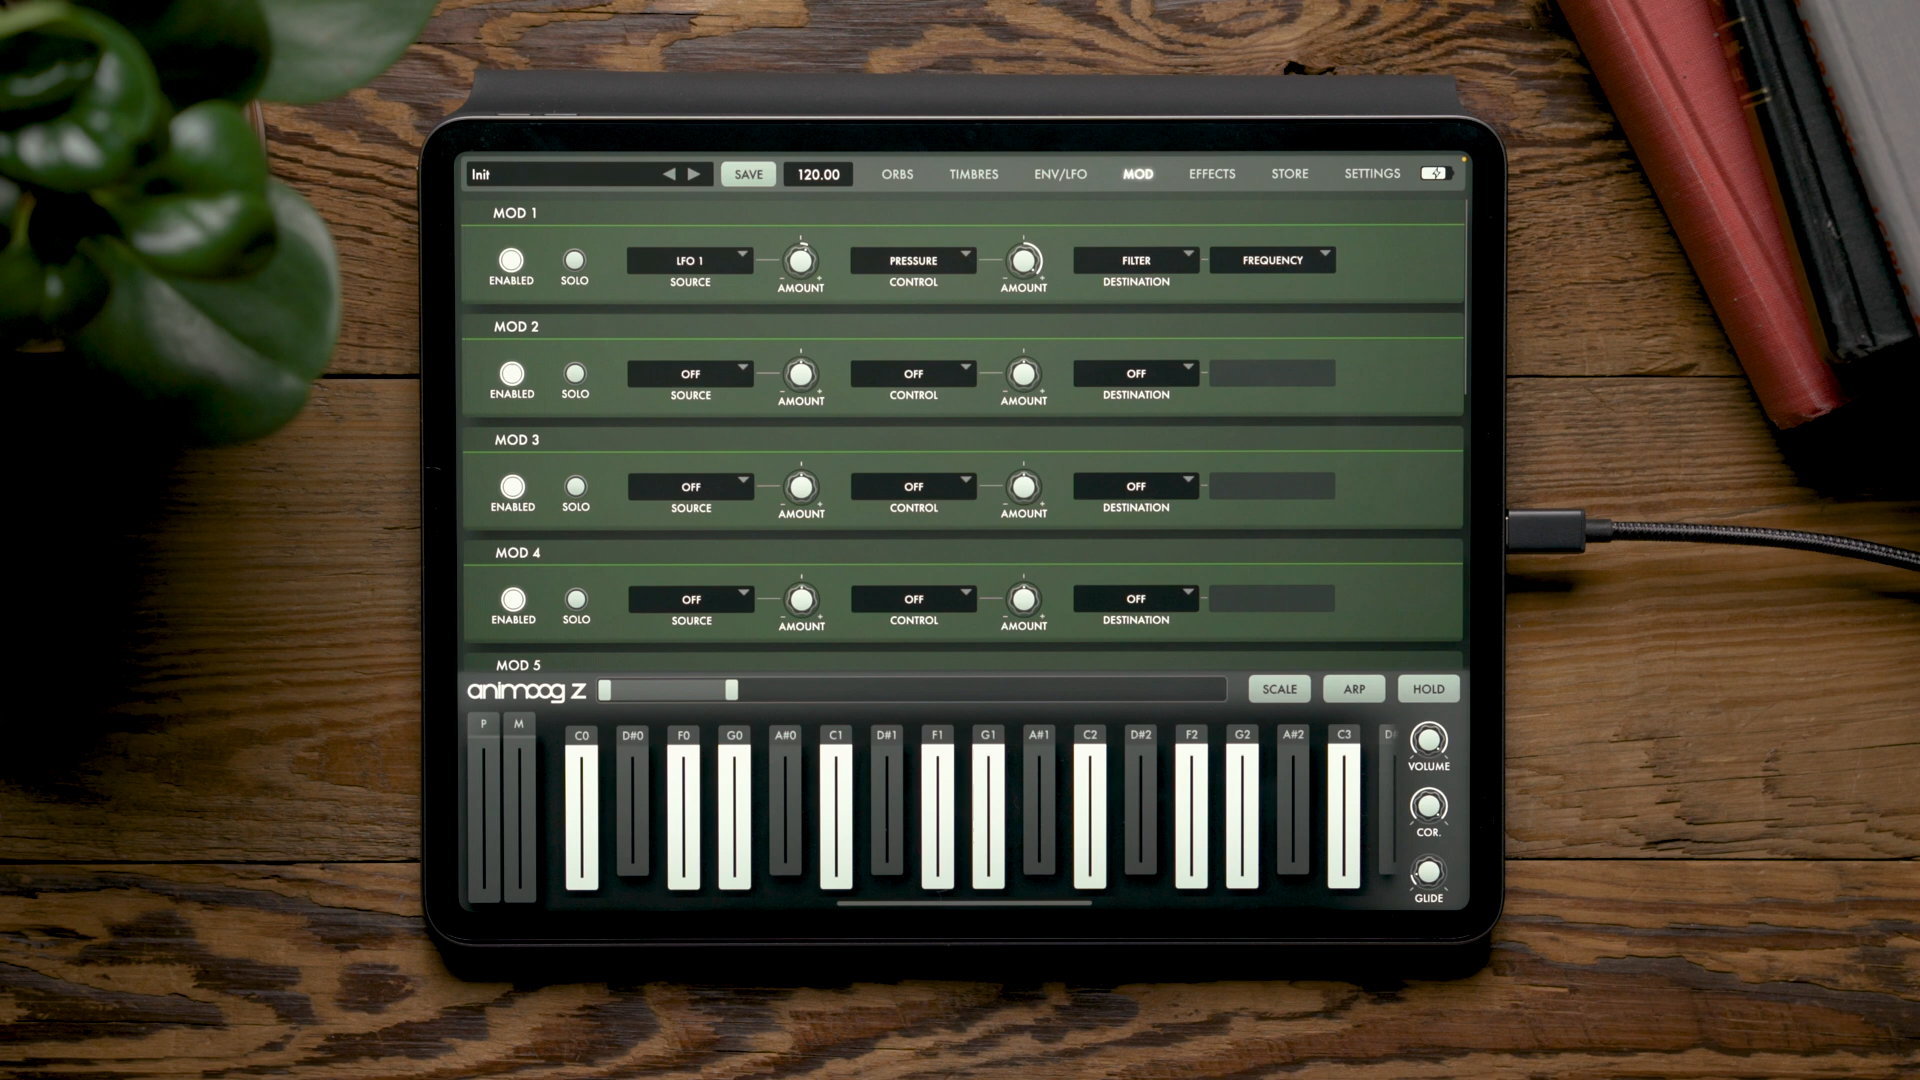 Init SAVE 120.00 ORBS TIMBRES ENV/LFO MOD EFFECTS STORE SETTINGS
MOD 1
LFO 1 PRESSURE FILTER FREQUENCY
ENABLED SOLO SOURCE AMOUNT CONTROL AMOUNT DESTINATION
MOD 2
OFF OFF OFF
ENABLED SOLO SOURCE AMOUNT CONTROL AMOUNT DESTINATION
MOD 3
OFF OFF OFF
ENABLED SOLO SOURCE AMOUNT CONTROL AMOUNT DESTINATION
MOD 4
OFF OFF OFF
ENABLED SOLO SOURCE AMOUNT CONTROL AMOUNT DESTINATION
MOD 5
animoog Z SCALE ARP HOLD
P M C0 D#0 F0 G0 A#0 C1 D#1 F1 G1 A#1 C2 D#2 F2 G2 A#2 C3
VOLUME
COR.
GLIDE